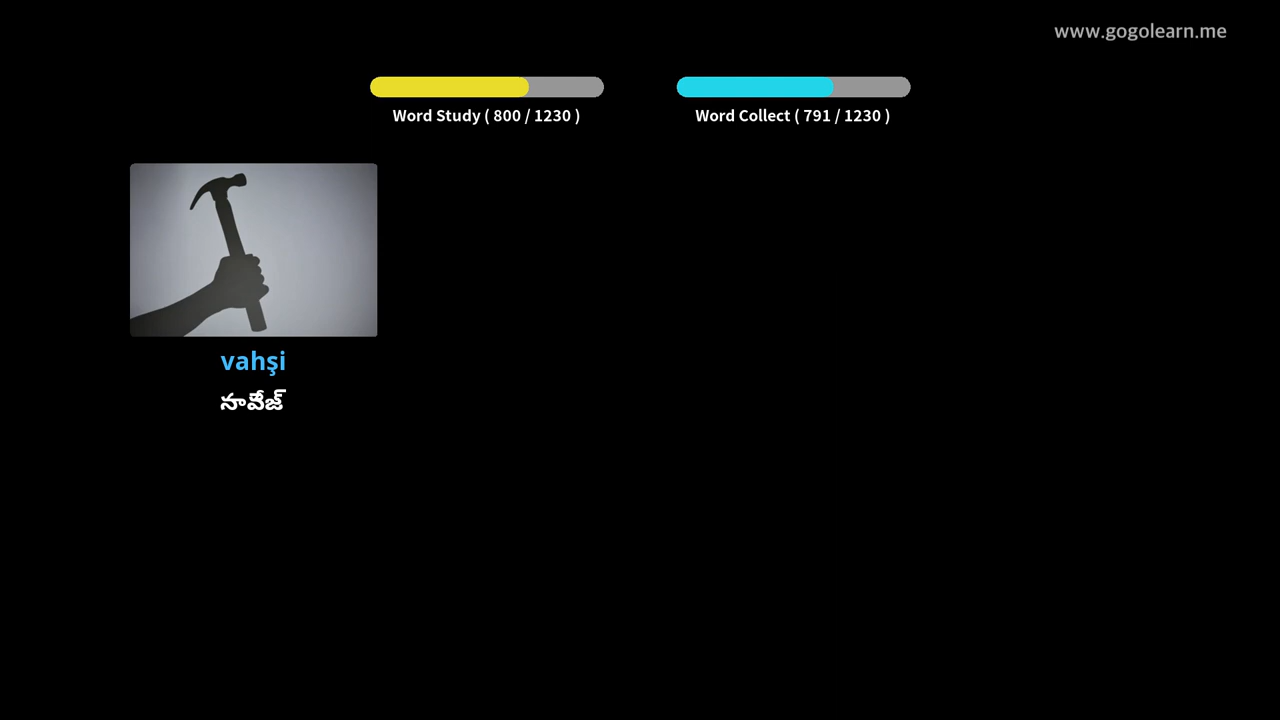 www.gogolearn.me
Word Study ( 800 / 1230 )
Word Collect ( 791 / 1230 )
vahşi
నావేజ్